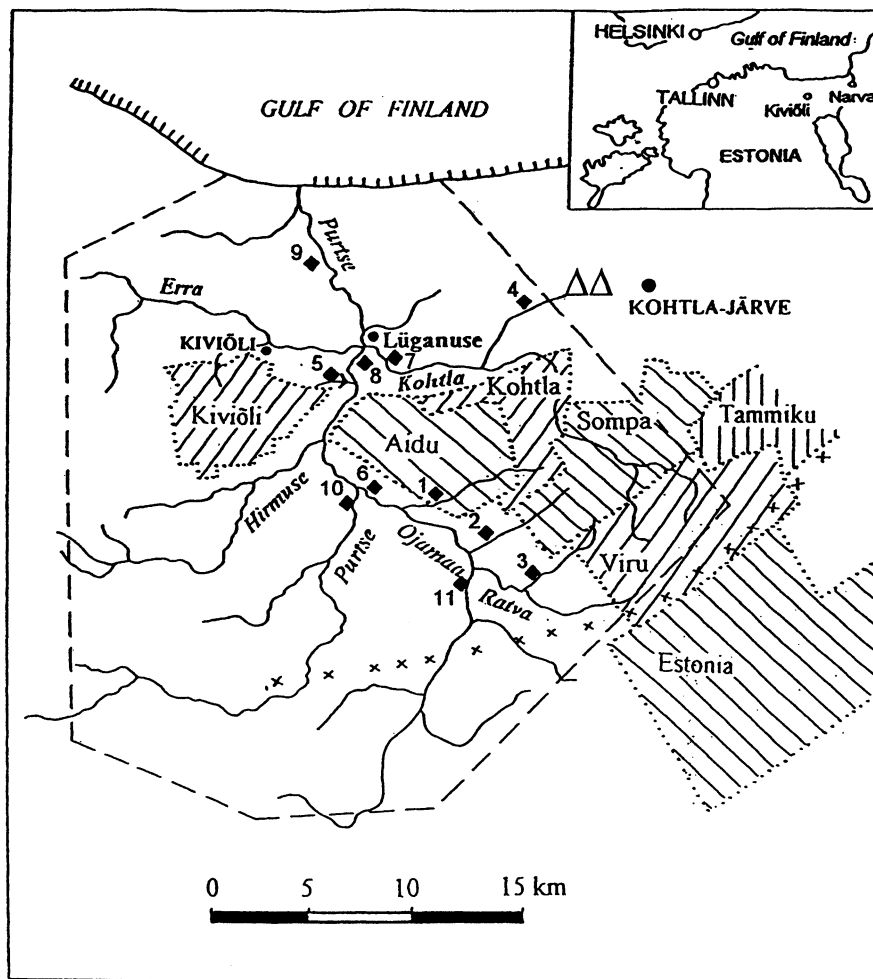 HELSINKI
Gulf of Finland
TALLINN
Kiviõli
Narva
ESTONIA
GULF OF FINLAND
Purtse
9
Erra
4
KOHTLA-JÄRVE
KIVIÕLI
Lüganuse
5
8
7
Kohtla
Kohtla
Kiviõli
Aidu
Sompa
Tammiku
Hirmuse
10
6
1
Purtse
Ojamaa
2
3
Viru
11
Ratva
Estonia
0 5 10 15 km